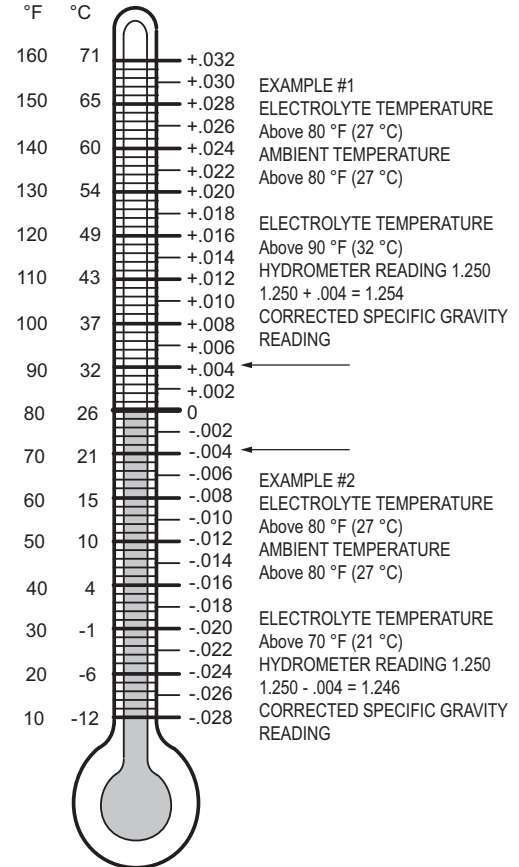 °F °C
160 71 +.032
+.030
150 65 +.028
+.026
140 60 +.024
+.022
130 54 +.020
+.018
120 49 +.016
+.014
110 43 +.012
+.010
100 37 +.008
+.006
90 32 +.004
+.002
80 26 0
-.002
70 21 -.004
-.006
60 15 -.008
-.010
50 10 -.012
-.014
40 4 -.016
-.018
30 -1 -.020
-.022
20 -6 -.024
-.026
10 -12 -.028
EXAMPLE #1
ELECTROLYTE TEMPERATURE
Above 80 °F (27 °C)
AMBIENT TEMPERATURE
Above 80 °F (27 °C)
ELECTROLYTE TEMPERATURE
Above 90 °F (32 °C)
HYDROMETER READING 1.250
1.250 + .004 = 1.254
CORRECTED SPECIFIC GRAVITY
READING
EXAMPLE #2
ELECTROLYTE TEMPERATURE
Above 80 °F (27 °C)
AMBIENT TEMPERATURE
Above 80 °F (27 °C)
ELECTROLYTE TEMPERATURE
Above 70 °F (21 °C)
HYDROMETER READING 1.250
1.250 - .004 = 1.246
CORRECTED SPECIFIC GRAVITY
READING